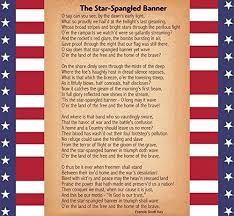 The Star-Spangled Banner
O say can you see, by the dawn's early light,
What so proudly we hail'd at the twilight's last gleaming,
Whose broad stripes and bright stars through the perilous fight
O'er the ramparts we watch'd were so gallantly streaming?
And the rocket's red glare, the bombs bursting in air,
Gave proof through the night that our flag was still there,
O say does that star-spangled banner yet wave
O'er the land of the free and the home of the brave?
On the shore dimly seen through the mists of the deep
Where the foe's haughty host in dread silence reposes,
What is that which the breeze, o'er the towering steep,
As it fitfully blows, half conceals, half discloses?
Now it catches the gleam of the morning's first beam,
In full glory reflected now shines in the stream,
'Tis the star-spangled banner - O long may it wave
O'er the land of the free and the home of the brave!
And where is that band who so vauntingly swore,
That the havoc of war and the battle's confusion
A home and a Country should leave us no more?
Their blood has wash'd out their foul footstep's pollution.
No refuge could save the hireling and slave
From the terror of flight or the gloom of the grave,
And the star-spangled banner in triumph doth wave
O'er the land of the free and the home of the brave.
O thus be it ever when freemen shall stand
Between their lov'd home and the war's desolation!
Blest with vict'ry and peace may the heav'n rescued land
Praise the power that hath made and preserv'd us a nation!
Then conquer we must, when our cause it is just,
And this be our motto - "In God is our trust,"
And the star-spangled banner in triumph shall wave
O'er the land of the free and the home of the brave.
Francis Scott Key